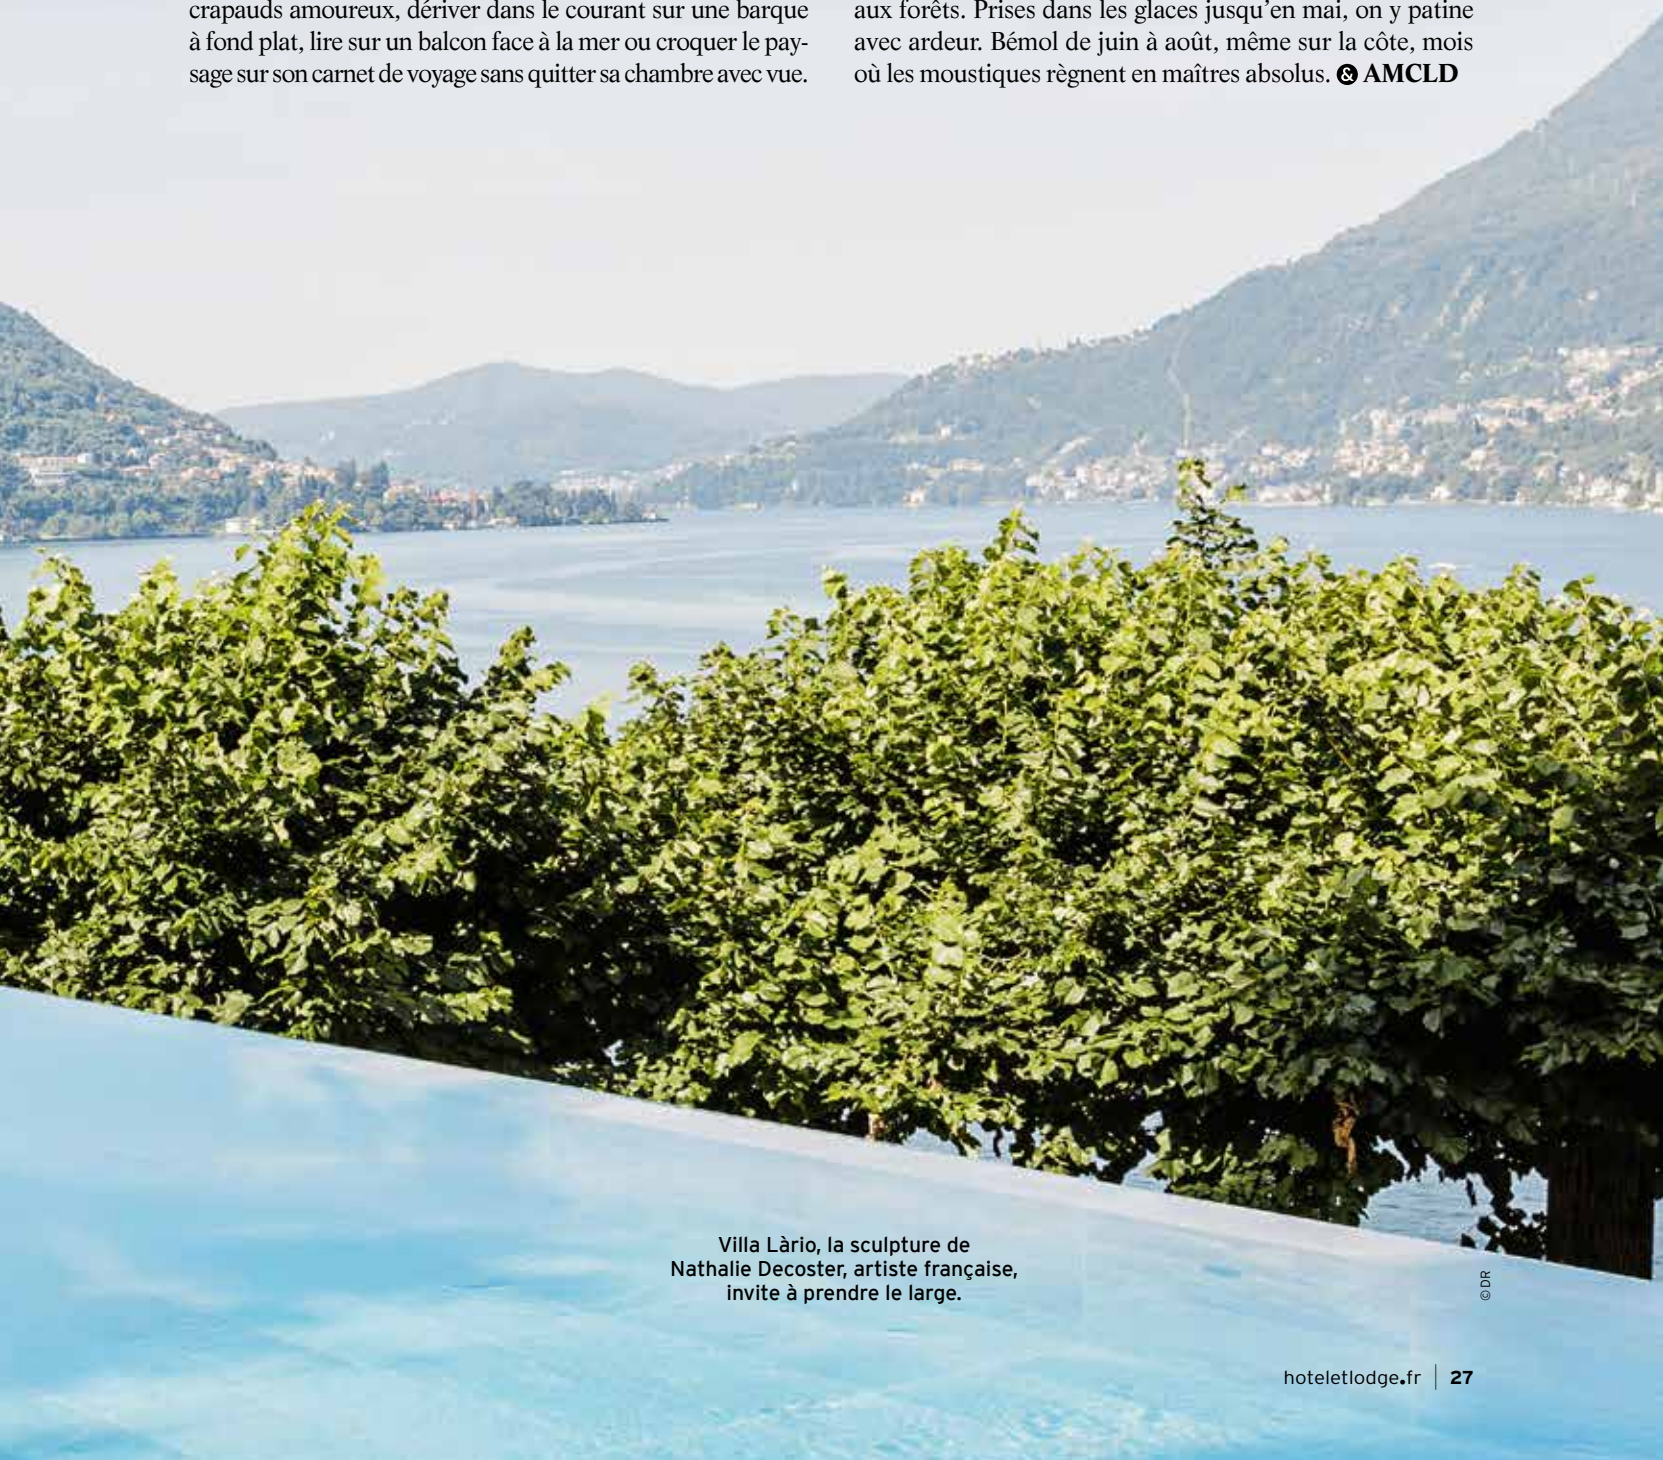 crapauds amoureux, dériver dans le courant sur une barque
à fond plat, lire sur un balcon face à la mer ou croquer le pay-
sage sur son carnet de voyage sans quitter sa chambre avec vue.
aux forêts. Prises dans les glaces jusqu'en mai, on y patine
avec ardeur. Bémol de juin à août, même sur la côte, mois
où les moustiques règnent en maîtres absolus. & AMCLD
Villa Làrio, la sculpture de
Nathalie Decoster, artiste française,
invite à prendre le large.
© DR
hoteletlodge.fr | 27